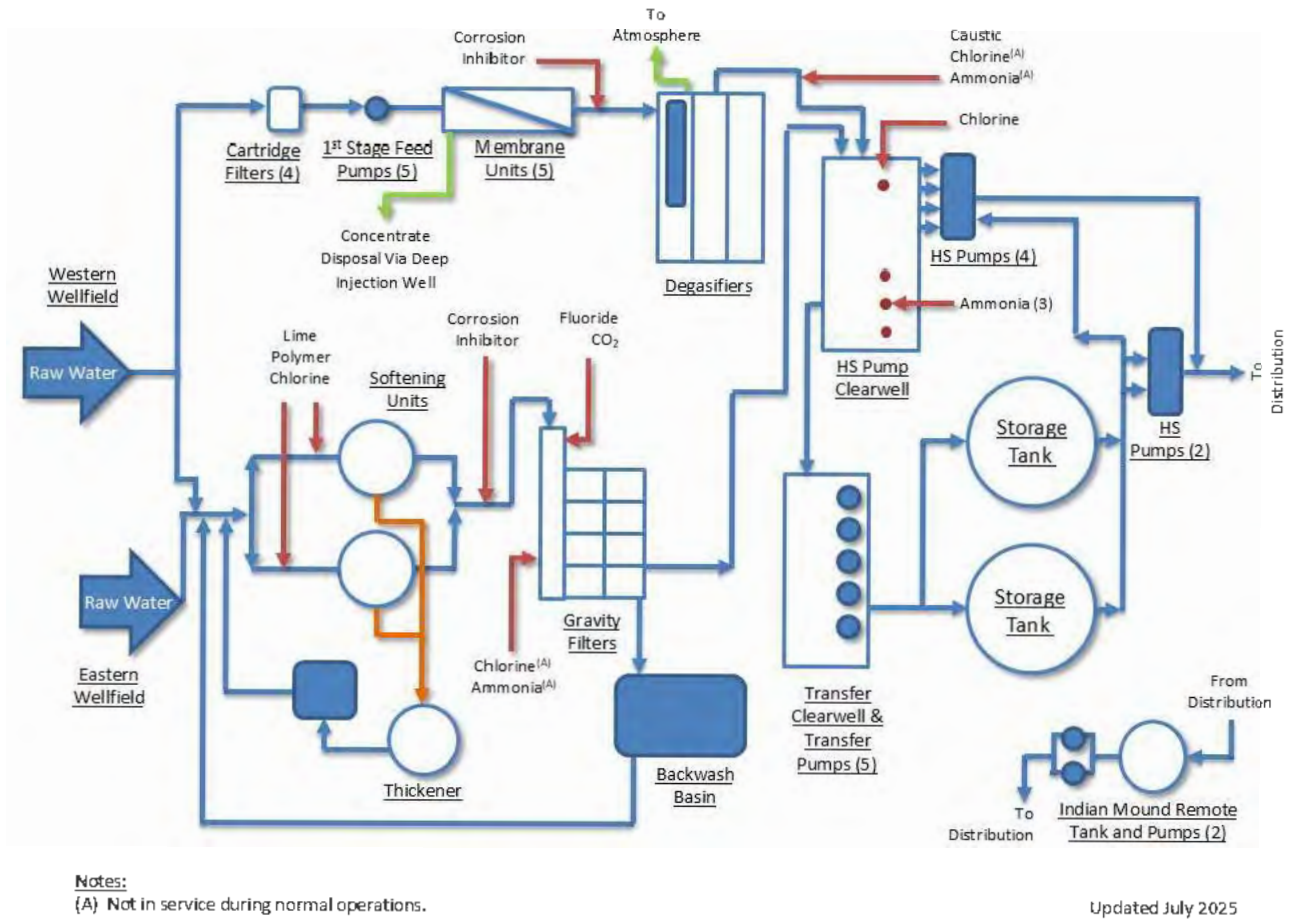 To
Atmosphere
Corrosion
Inhibitor
Caustic
Chlorine(A)
Ammonia(A)
Chlorine
Cartridge
Filters (4)
1st Stage Feed
Pumps (5)
Membrane
Units (5)
Concentrate
Disposal Via Deep
Injection Well
Degasifiers
HS Pumps (4)
Ammonia (3)
HS Pump
Clearwell
Western
Wellfield
Raw Water
Lime
Polymer
Chlorine
Softening
Units
Corrosion
Inhibitor
Fluoride
CO2
Storage
Tank
HS
Pumps (2)
To
Distribution
Raw Water
Eastern
Wellfield
Chlorine(A)
Ammonia(A)
Gravity
Filters
Storage
Tank
Thickener
Backwash
Basin
Transfer
Clearwell &
Transfer
Pumps (5)
From
Distribution
To
Distribution
Indian Mound Remote
Tank and Pumps (2)
Notes:
(A) Not in service during normal operations.
Updated July 2025